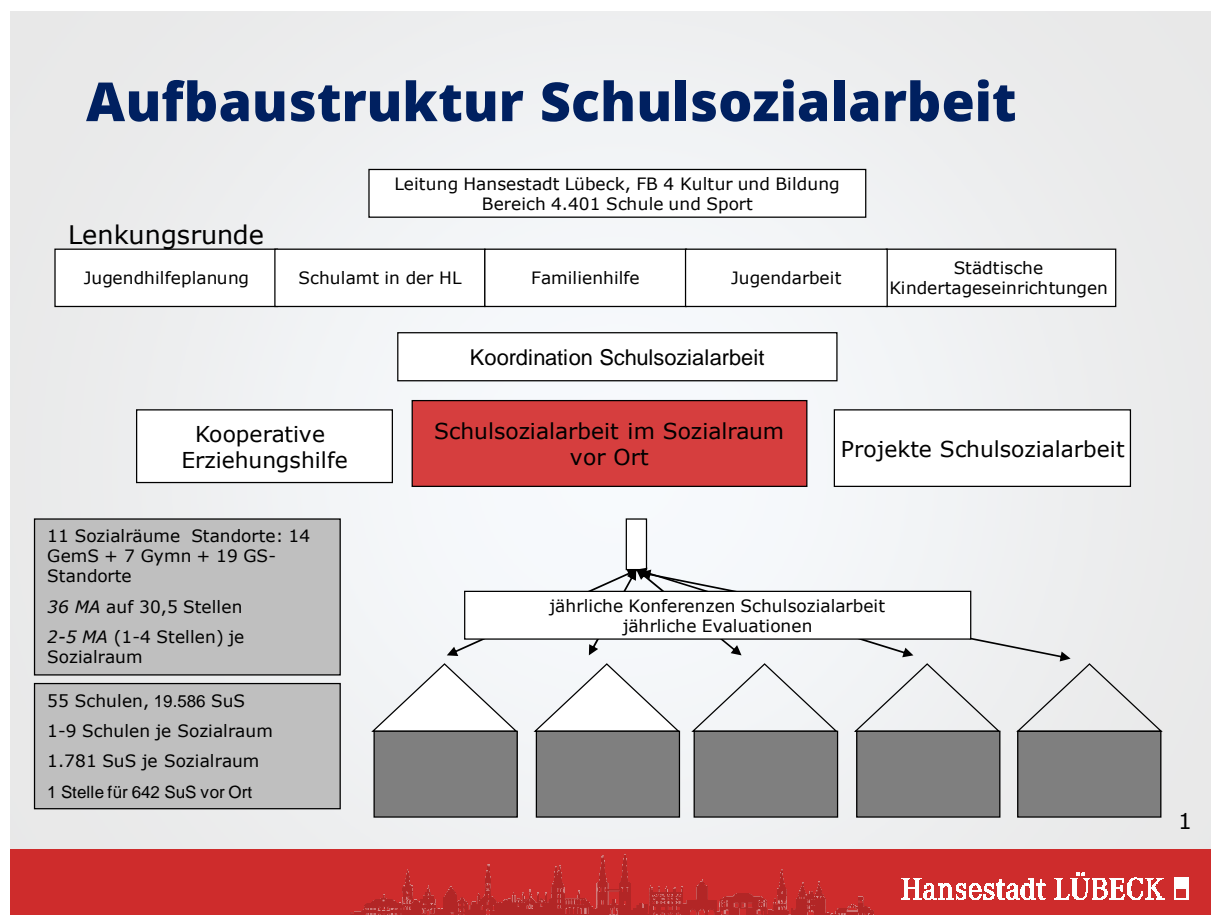 Aufbaustruktur Schulsozialarbeit
Leitung Hansestadt Lübeck, FB 4 Kultur und Bildung
Bereich 4.401 Schule und Sport
Lenkungsrunde
Jugendhilfeplanung
Schulamt in der HL
Familienhilfe
Jugendarbeit
Städtische
Kindertageseinrichtungen
Koordination Schulsozialarbeit
Kooperative
Erziehungshilfe
Schulsozialarbeit im Sozialraum
vor Ort
Projekte Schulsozialarbeit
11 Sozialräume  Standorte: 14
GemS + 7 Gymn + 19 GS-
Standorte
36 MA auf 30,5 Stellen
2-5 MA (1-4 Stellen) je
Sozialraum
jährliche Konferenzen Schulsozialarbeit
jährliche Evaluationen
55 Schulen, 19.586 SuS
1-9 Schulen je Sozialraum
1.781 SuS je Sozialraum
1 Stelle für 642 SuS vor Ort
1
Hansestadt LÜBECK